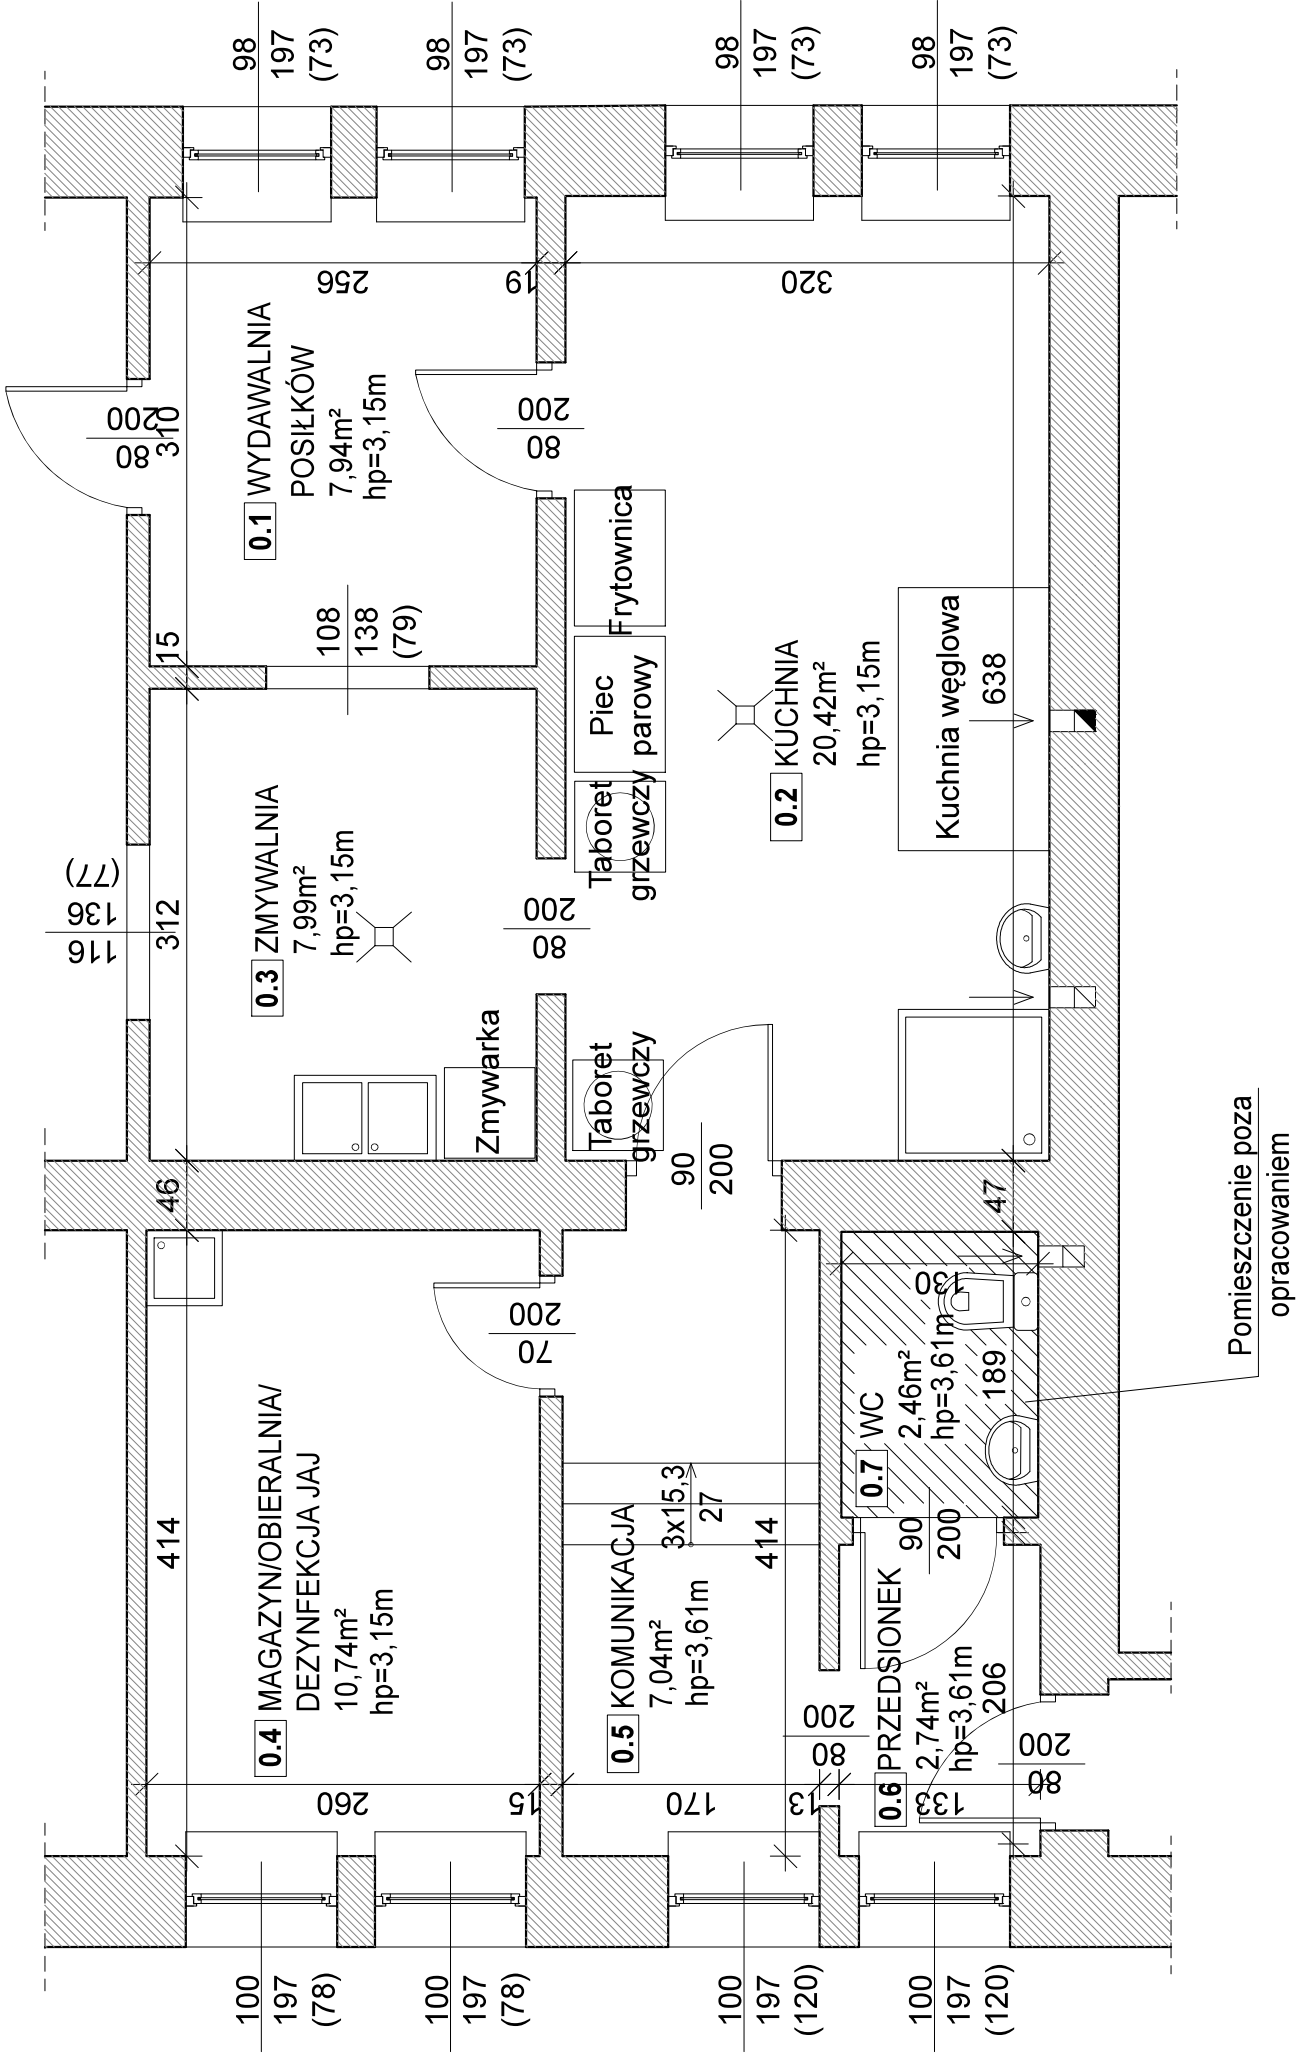 98
197
(73)
98
197
(73)
98
197
(73)
98
197
(73)
256
19
320
80
200
310
0.1 WYDAWALNIA
POSIŁKÓW
7,94m²
hp=3,15m
80
200
15
108
138
(79)
Frytownica
Piec
parowy
Taboret
grzewczy
0.2 KUCHNIA
20,42m²
hp=3,15m
Kuchnia węglowa
638
116
136
(77)
312
0.3 ZMYWALNIA
7,99m²
hp=3,15m
80
200
Zmywarka
Taboret
grzewczy
90
200
46
47
Pomieszczenie poza
opracowaniem
70
200
130
189
0.7 WC
2,46m²
hp=3,61m
90
200
414
0.4 MAGAZYN/OBIERALNIA/
DEZYNFEKCJA JAJ
10,74m²
hp=3,15m
3x15,3
27
414
0.5 KOMUNIKACJA
7,04m²
hp=3,61m
0.6 PRZEDSIONEK
2,74m²
hp=3,61m
206
80
200
80
200
260
15
170
13
133
100
197
(78)
100
197
(78)
100
197
(120)
100
197
(120)